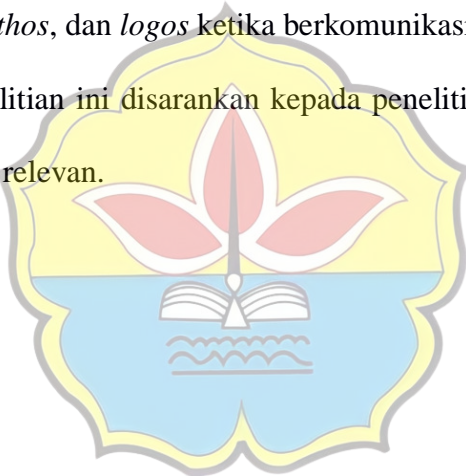 thos, dan logos ketika berkomunikasi
litian ini disarankan kepada peneliti
relevan.